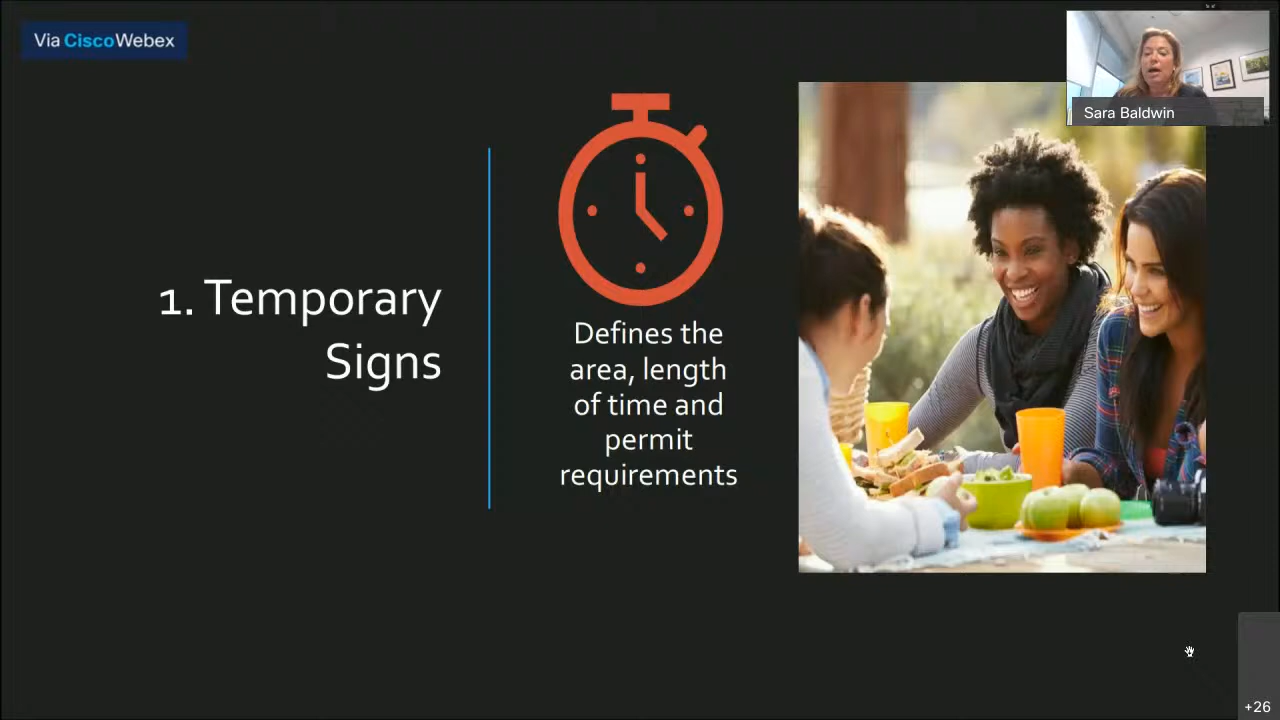 Via CiscoWebex
Sara Baldwin
1. Temporary
Signs
Defines the
area, length
of time and
permit
requirements
+26